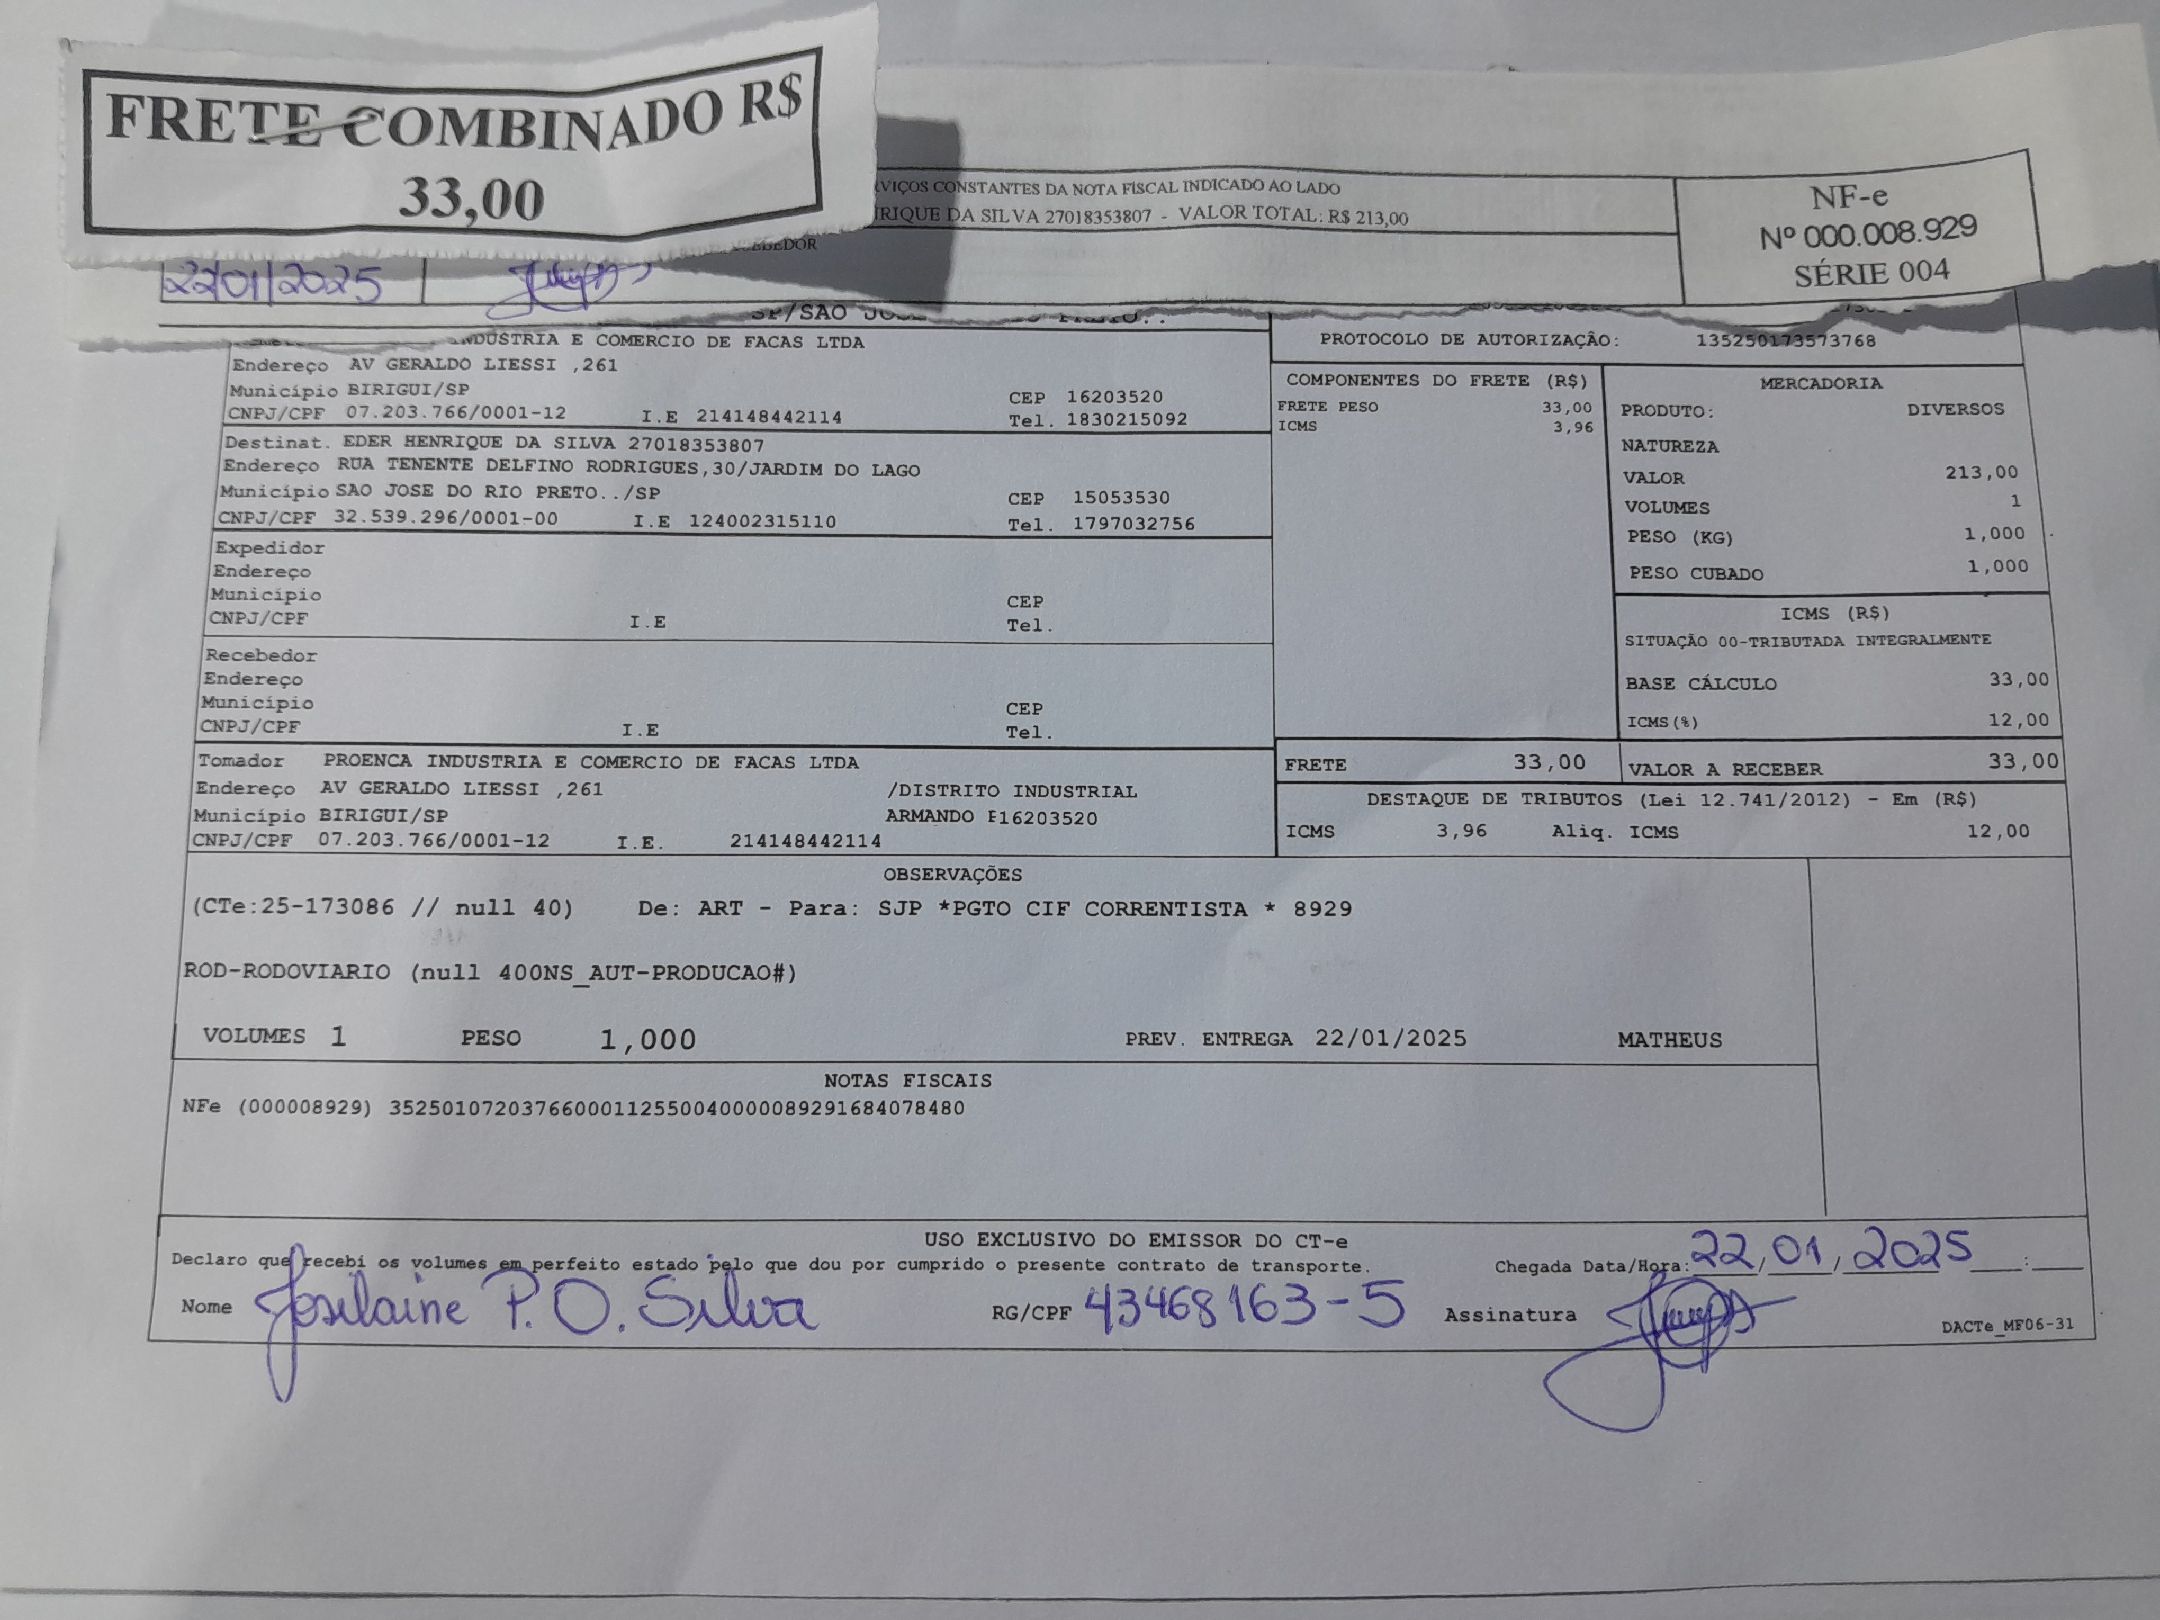 FRETE COMBINADO R$
33,00
VIÇOS CONSTANTES DA NOTA FISCAL INDICADO AO LADO
RIQUE DA SILVA 27018353807 - VALOR TOTAL: R$ 213,00
NF-e
Nº 000.008.929
SÉRIE 004
22/01/2025
SP/SAO JOSE
INDUSTRIA E COMERCIO DE FACAS LTDA
Endereço AV GERALDO LIESSI ,261
Município BIRIGUI/SP CEP 16203520
CNPJ/CPF 07.203.766/0001-12 I.E 214148442114 Tel. 1830215092
Destinat. EDER HENRIQUE DA SILVA 27018353807
Endereço RUA TENENTE DELFINO RODRIGUES,30/JARDIM DO LAGO
Município SAO JOSE DO RIO PRETO../SP CEP 15053530
CNPJ/CPF 32.539.296/0001-00 I.E 124002315110 Tel. 1797032756
Expedidor
Endereço
Município CEP
CNPJ/CPF I.E Tel.
Recebedor
Endereço
Município CEP
CNPJ/CPF I.E Tel.
Tomador PROENCA INDUSTRIA E COMERCIO DE FACAS LTDA
Endereço AV GERALDO LIESSI ,261 /DISTRITO INDUSTRIAL
Município BIRIGUI/SP ARMANDO F16203520
CNPJ/CPF 07.203.766/0001-12 I.E. 214148442114
PROTOCOLO DE AUTORIZAÇÃO: 135250173573768
COMPONENTES DO FRETE (R$)
FRETE PESO 33,00
ICMS 3,96
MERCADORIA
PRODUTO: DIVERSOS
NATUREZA
VALOR 213,00
VOLUMES 1
PESO (KG) 1,000
PESO CUBADO 1,000
ICMS (R$)
SITUAÇÃO 00-TRIBUTADA INTEGRALMENTE
BASE CÁLCULO 33,00
ICMS(%) 12,00
FRETE 33,00 VALOR A RECEBER 33,00
DESTAQUE DE TRIBUTOS (Lei 12.741/2012) - Em (R$)
ICMS 3,96 Aliq. ICMS 12,00
OBSERVAÇÕES
(CTe:25-173086 // null 40) De: ART - Para: SJP *PGTO CIF CORRENTISTA * 8929
ROD-RODOVIARIO (null 400NS_AUT-PRODUCAO#)
VOLUMES 1 PESO 1,000 PREV. ENTREGA 22/01/2025 MATHEUS
NOTAS FISCAIS
NFe (000008929) 35250107203766000112550040000089291684078480
USO EXCLUSIVO DO EMISSOR DO CT-e
Declaro que recebi os volumes em perfeito estado pelo que dou por cumprido o presente contrato de transporte. Chegada Data/Hora: 22/01/2025 __:__
Nome Josilaine P. O. Silva RG/CPF 43468163-5 Assinatura
DACTe_MF06-31